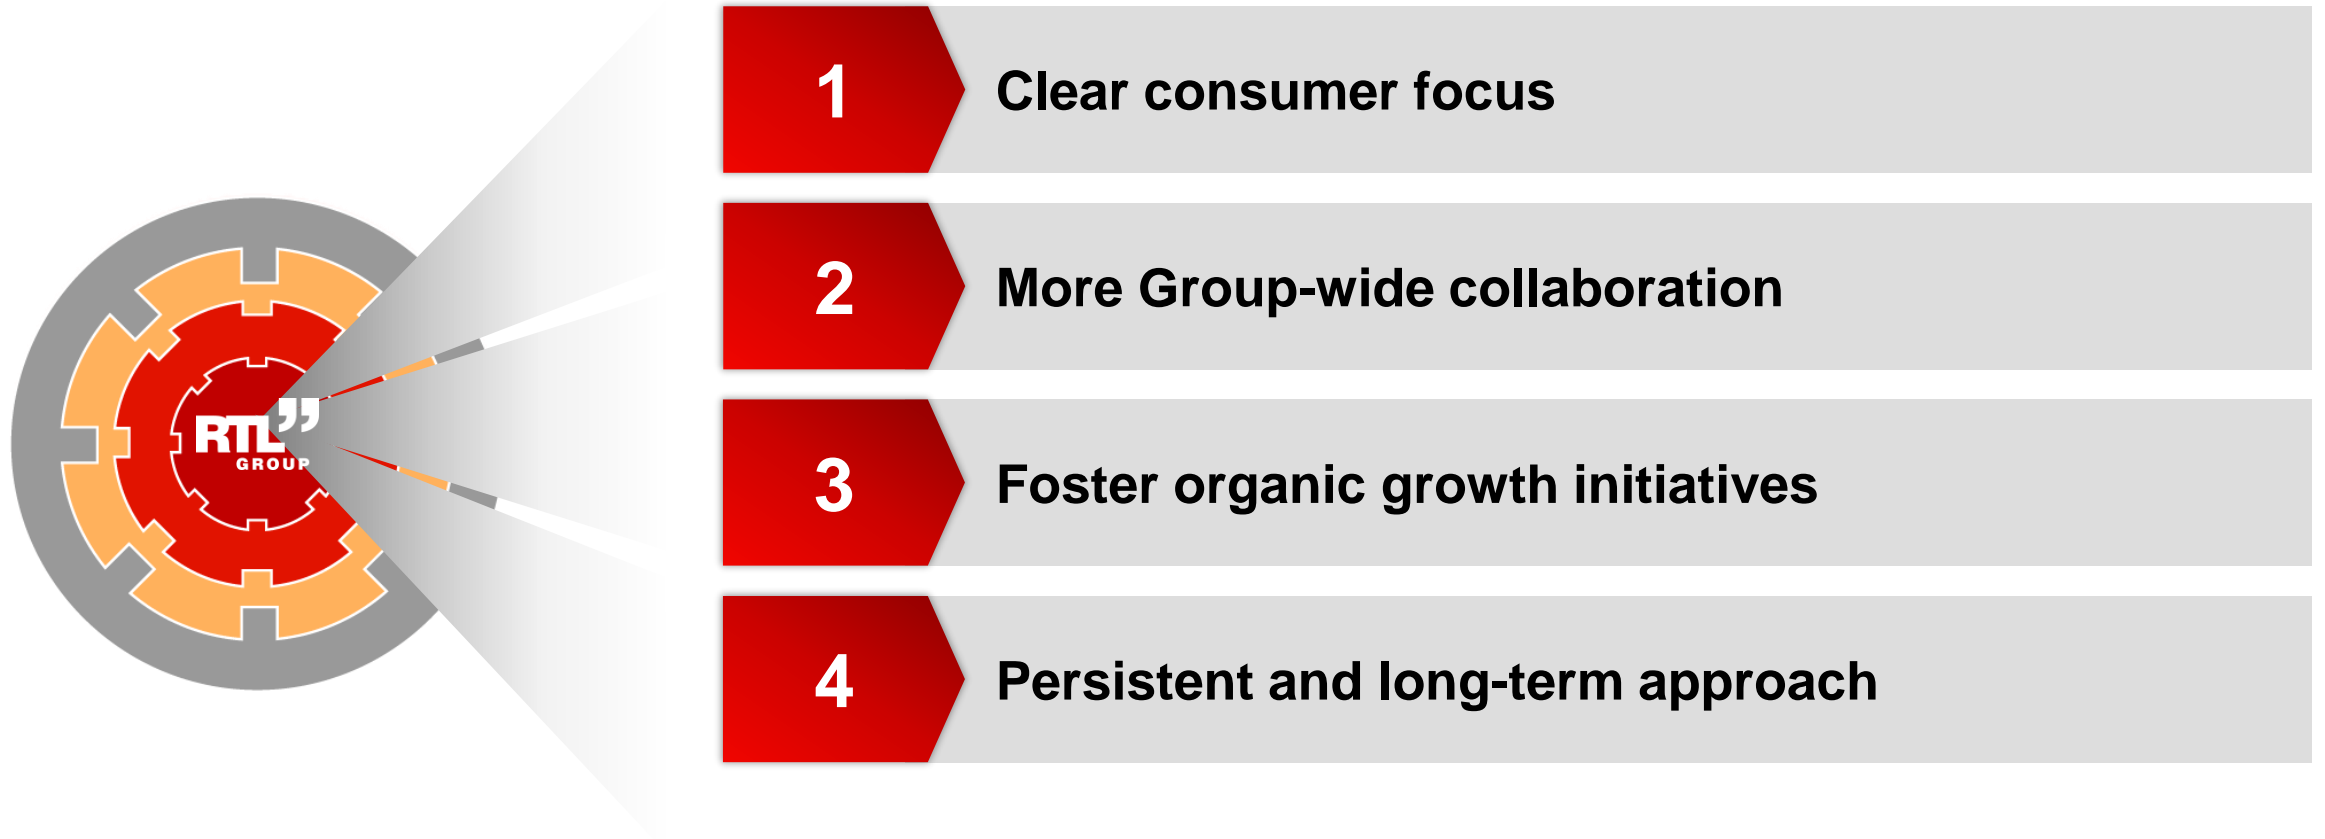 RTL
GROUP
1
Clear consumer focus
2
More Group-wide collaboration
3
Foster organic growth initiatives
4
Persistent and long-term approach